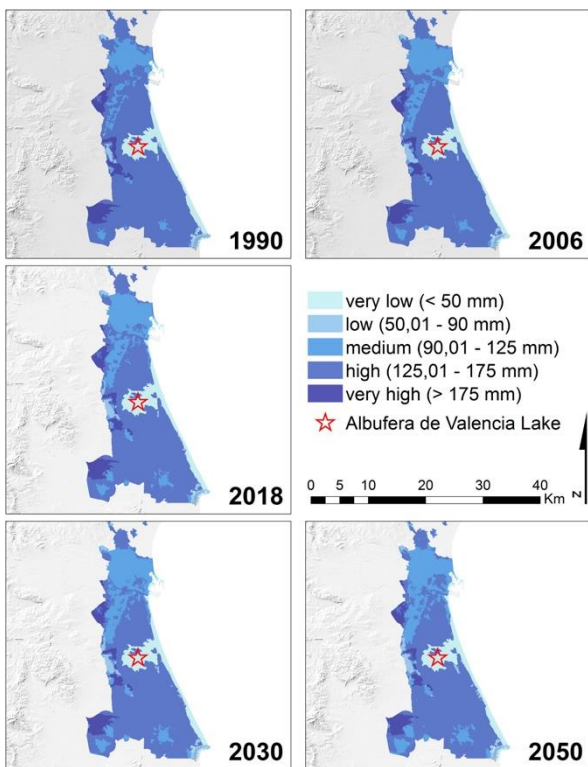 1990
2006
very low (< 50 mm)
low (50,01 - 90 mm)
medium (90,01 - 125 mm)
high (125,01 - 175 mm)
very high (> 175 mm)
Albufera de Valencia Lake
0 5 10 20 30 40
Km
N
2018
2030
2050